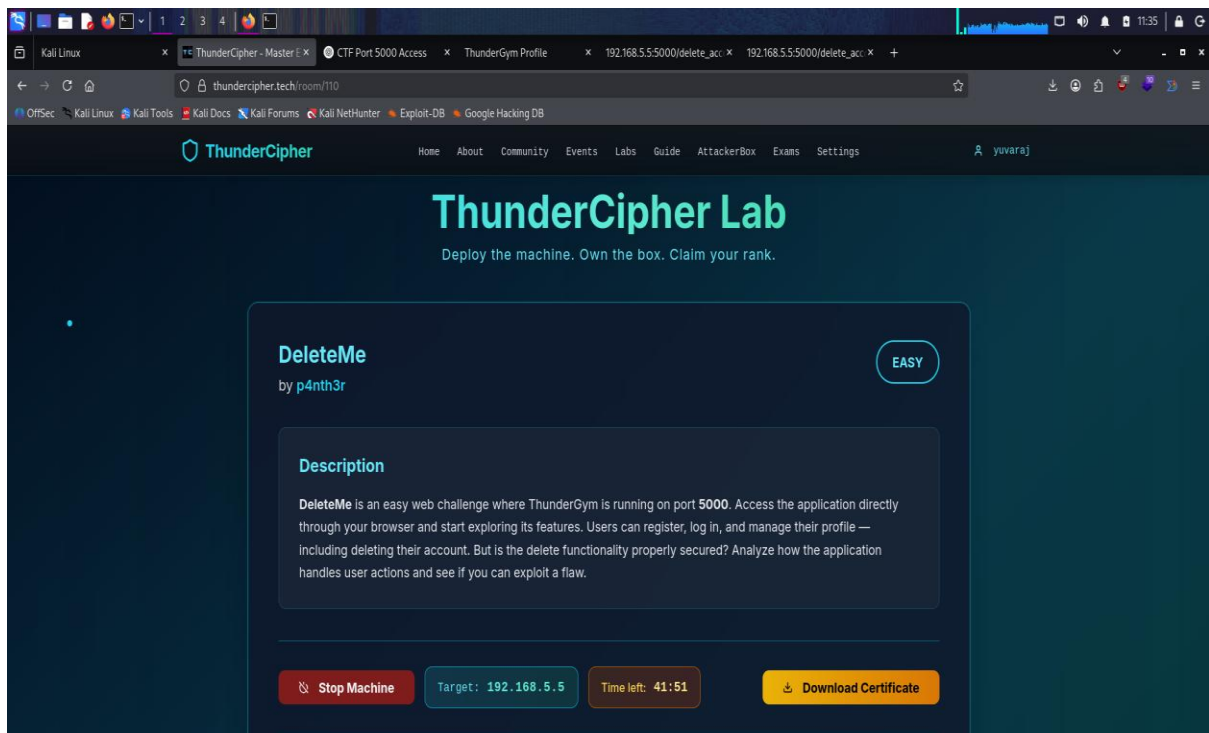 1 2 3 4
11:35
Kali Linux
ThunderCipher - Master E
CTF Port 5000 Access
ThunderGym Profile
192.168.5.5:5000/delete_acc
192.168.5.5:5000/delete_acc
thundercipher.tech/room/110
OffSec
Kali Linux
Kali Tools
Kali Docs
Kali Forums
Kali NetHunter
Exploit-DB
Google Hacking DB
ThunderCipher
Home About Community Events Labs Guide AttackerBox Exams Settings
yuvaraj
ThunderCipher Lab
Deploy the machine. Own the box. Claim your rank.
DeleteMe
by p4nth3r
EASY
Description
DeleteMe is an easy web challenge where ThunderGym is running on port 5000. Access the application directly
through your browser and start exploring its features. Users can register, log in, and manage their profile —
including deleting their account. But is the delete functionality properly secured? Analyze how the application
handles user actions and see if you can exploit a flaw.
Stop Machine
Target: 192.168.5.5
Time left: 41:51
Download Certificate